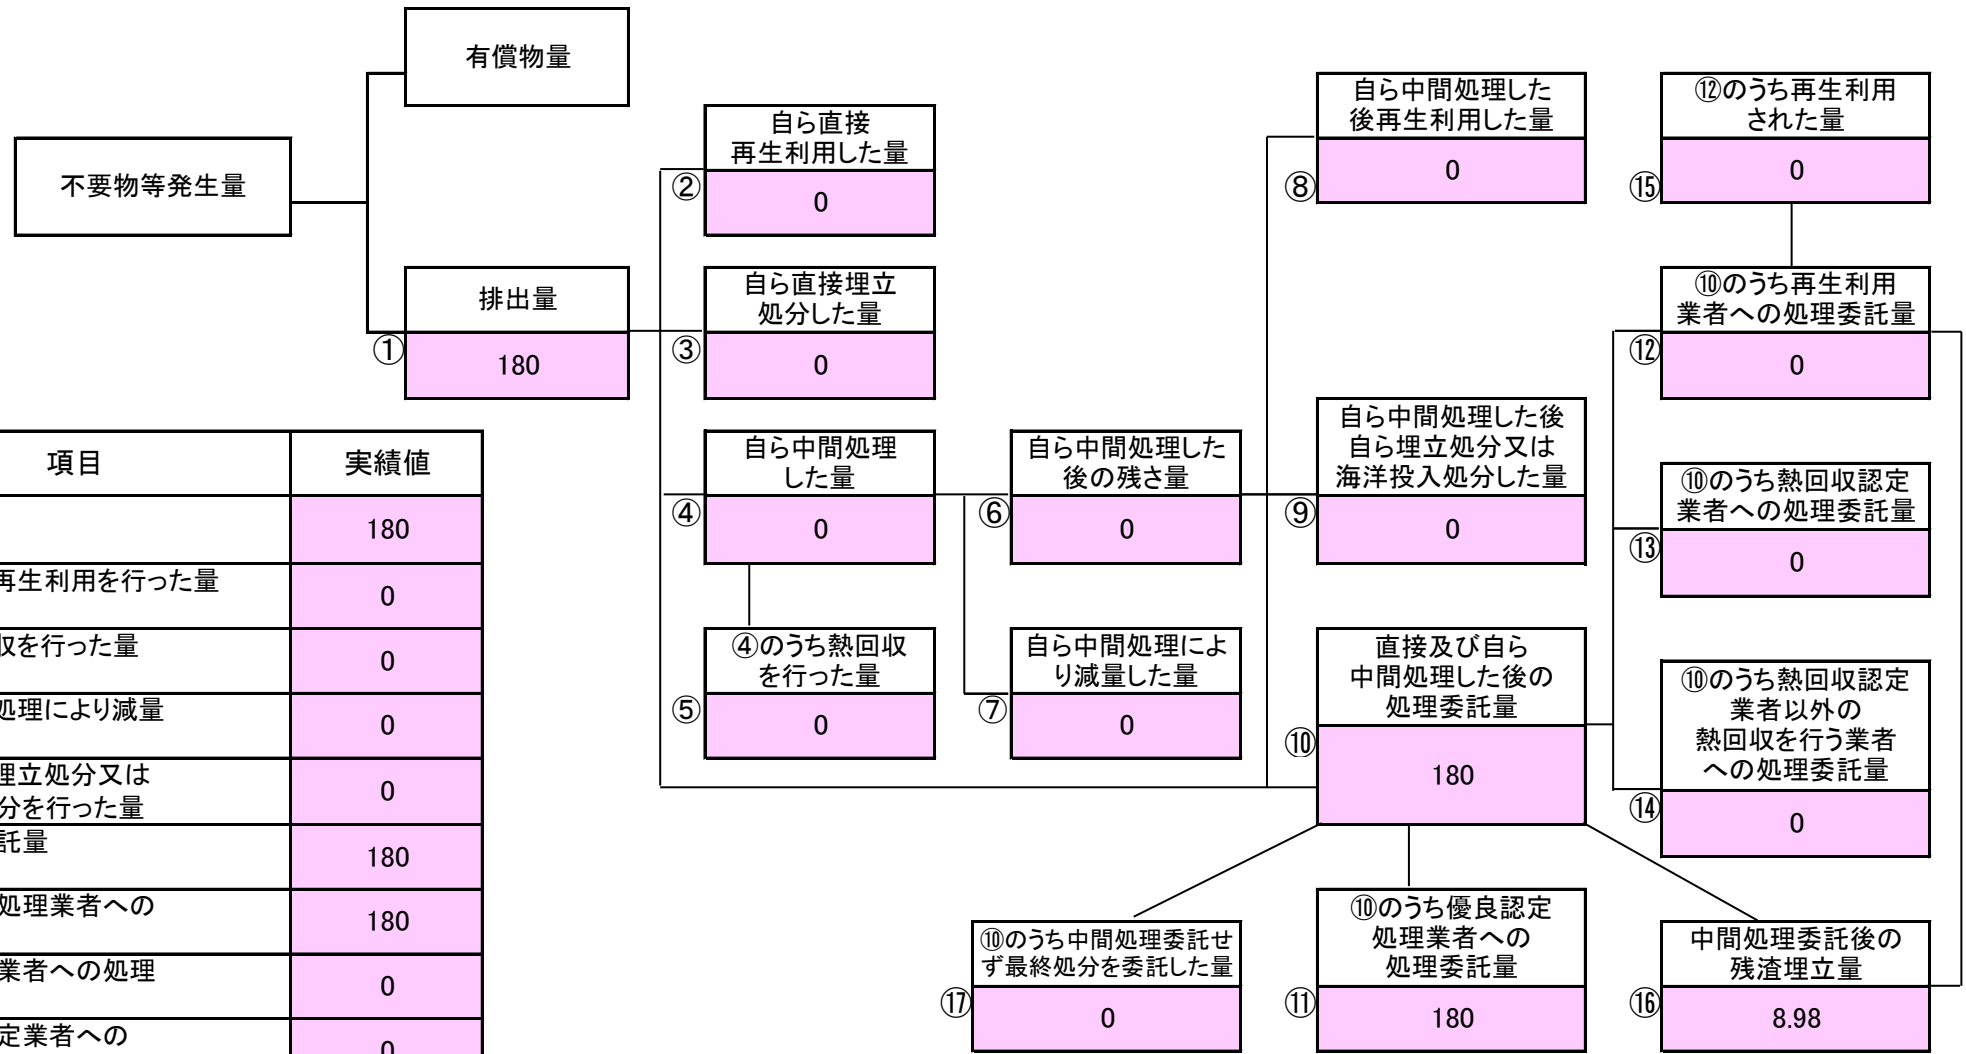 有償物量
不要物等発生量
排出量
①
180
自ら直接
再生利用した量
②
0
自ら直接埋立
処分した量
③
0
自ら中間処理
した量
④
0
④のうち熱回収
を行った量
⑤
0
自ら中間処理した
後の残さ量
⑥
0
自ら中間処理によ
り減量した量
⑦
0
自ら中間処理した
後再生利用した量
⑧
0
自ら中間処理した後
自ら埋立処分又は
海洋投入処分した量
⑨
0
直接及び自ら
中間処理した後の
処理委託量
⑩
180
⑫のうち再生利用
された量
⑮
0
⑩のうち再生利用
業者への処理委託量
⑫
0
⑩のうち熱回収認定
業者への処理委託量
⑬
0
⑩のうち熱回収認定
業者以外の
熱回収を行う業者
への処理委託量
⑭
0
⑩のうち中間処理委託せ
ず最終処分を委託した量
⑰
0
⑩のうち優良認定
処理業者への
処理委託量
⑪
180
中間処理委託後の
残渣埋立量
⑯
8.98
項目 実績値
180
再生利用を行った量
0
収を行った量
0
処理により減量
0
埋立処分又は
分を行った量
0
託量
180
処理業者への
180
業者への処理
0
定業者への
0